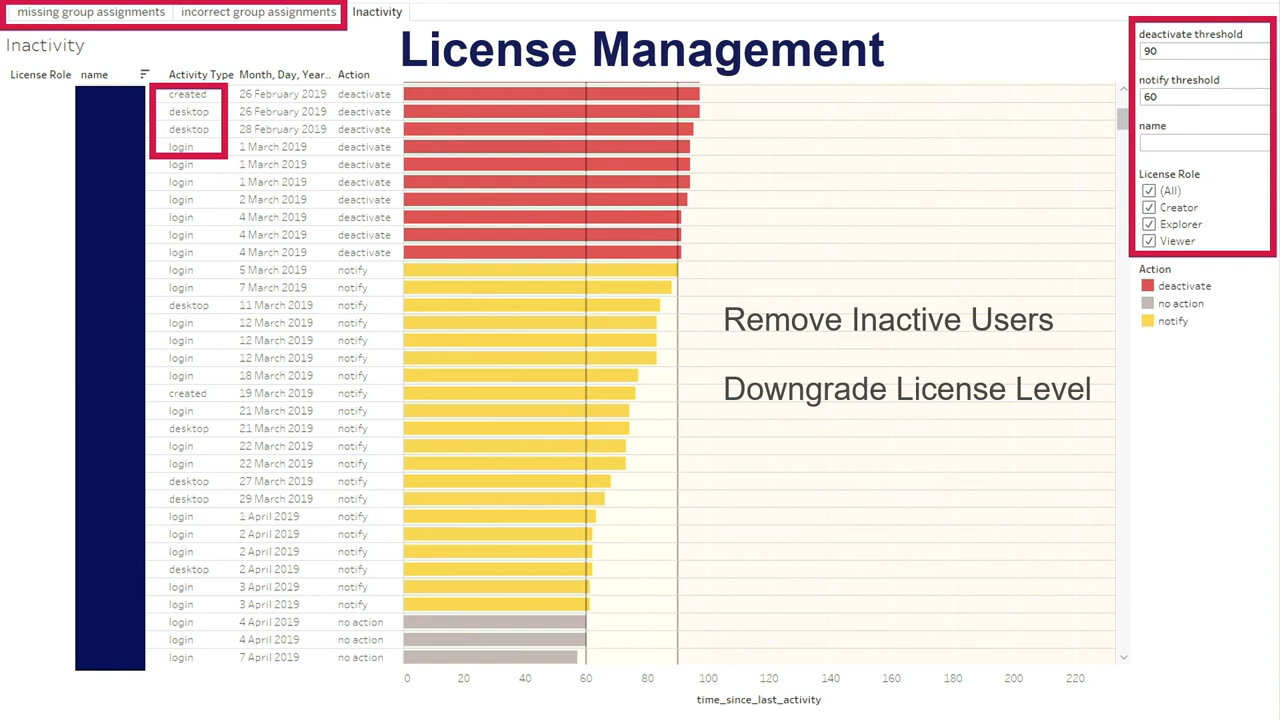 missing group assignments incorrect group assignments Inactivity
Inactivity
License Management
License Role name Activity Type Month, Day, Year.. Action
created 26 February 2019 deactivate
desktop 26 February 2019 deactivate
desktop 28 February 2019 deactivate
login 1 March 2019 deactivate
login 1 March 2019 deactivate
login 1 March 2019 deactivate
login 2 March 2019 deactivate
login 4 March 2019 deactivate
login 4 March 2019 deactivate
login 4 March 2019 deactivate
login 5 March 2019 notify
login 7 March 2019 notify
desktop 11 March 2019 notify
login 12 March 2019 notify
login 12 March 2019 notify
login 12 March 2019 notify
login 18 March 2019 notify
created 19 March 2019 notify
login 21 March 2019 notify
desktop 21 March 2019 notify
login 22 March 2019 notify
login 22 March 2019 notify
desktop 27 March 2019 notify
desktop 29 March 2019 notify
login 1 April 2019 notify
login 2 April 2019 notify
login 2 April 2019 notify
desktop 2 April 2019 notify
login 3 April 2019 notify
login 3 April 2019 notify
login 4 April 2019 no action
login 4 April 2019 no action
login 7 April 2019 no action
Remove Inactive Users
Downgrade License Level
0 20 40 60 80 100 120 140 160 180 200 220
time_since_last_activity
deactivate threshold
90
notify threshold
60
name
License Role
(All)
Creator
Explorer
Viewer
Action
deactivate
no action
notify